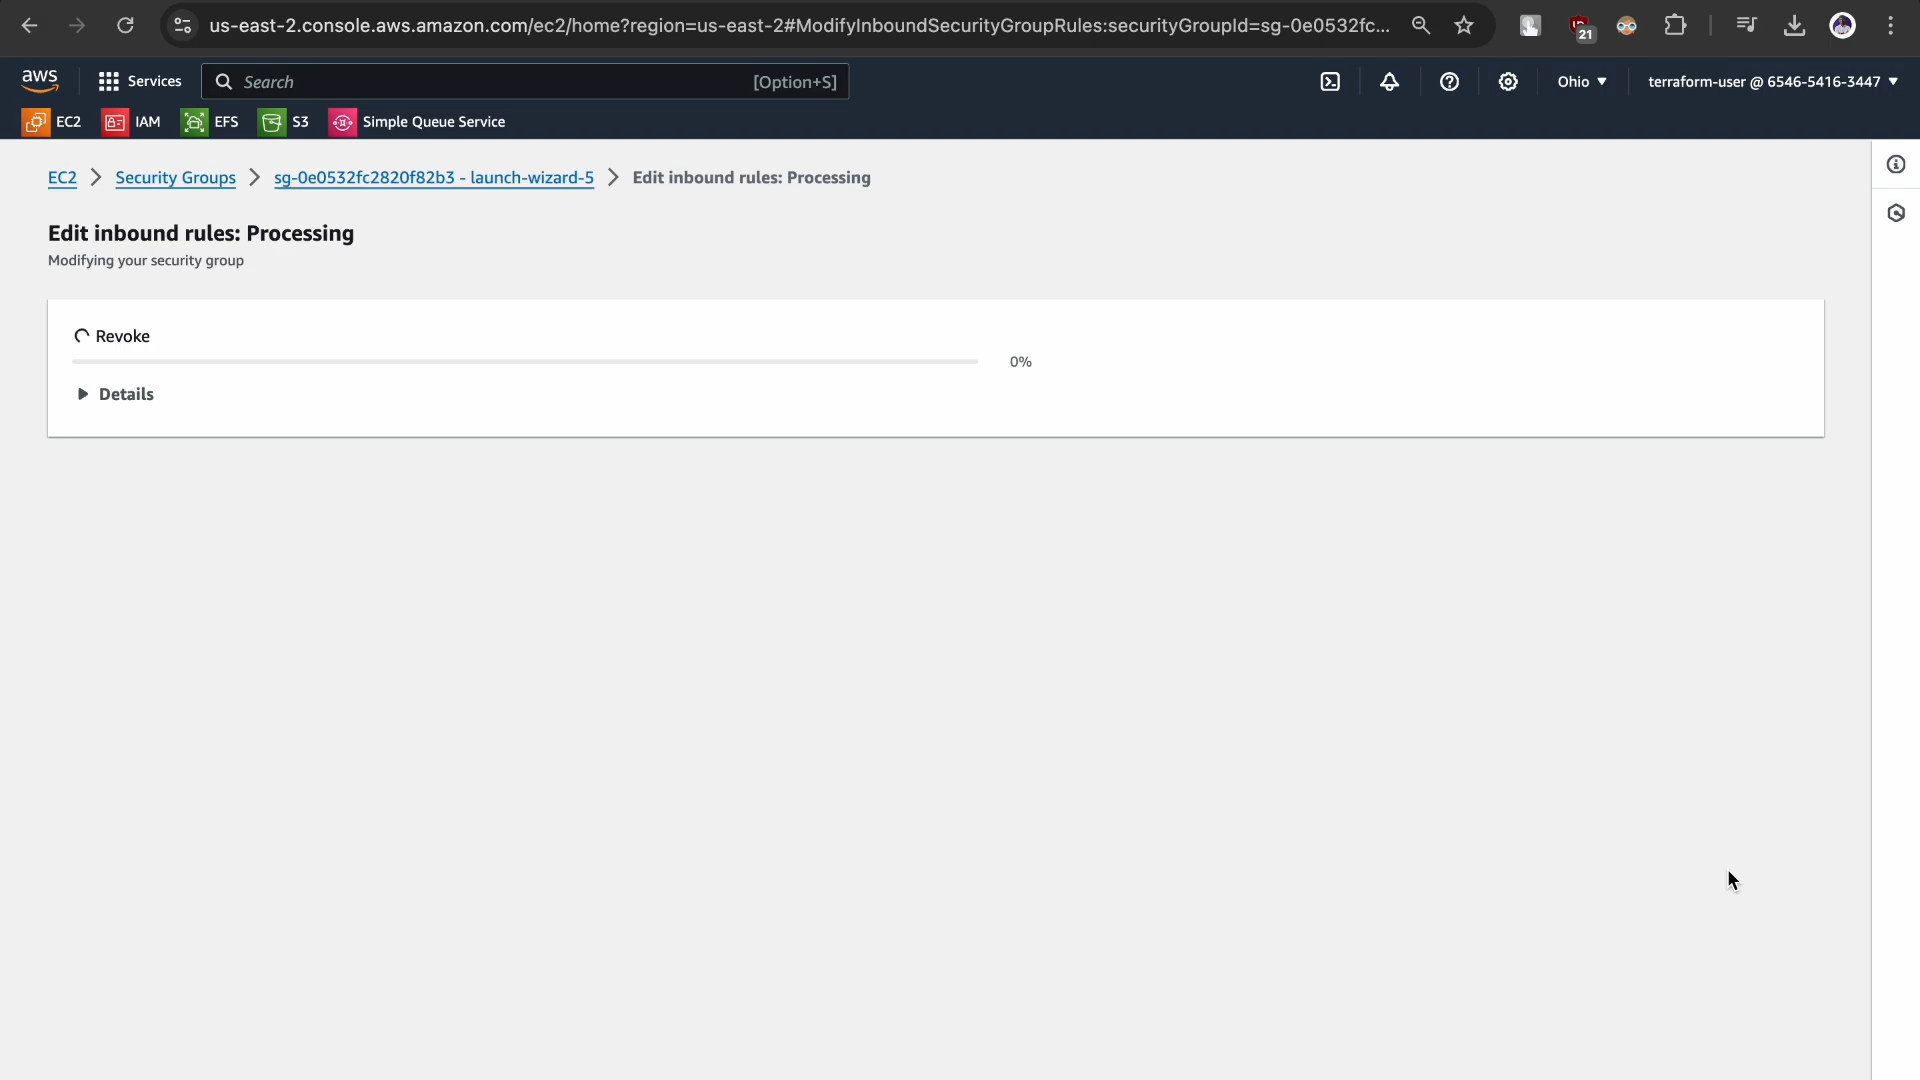 us-east-2.console.aws.amazon.com/ec2/home?region=us-east-2#ModifyInboundSecurityGroupRules:securityGroupId=sg-0e0532fc...
21
aws
Services
Search
[Option+S]
Ohio
terraform-user @ 6546-5416-3447
EC2
IAM
EFS
S3
Simple Queue Service
EC2
Security Groups
sg-0e0532fc2820f82b3 - launch-wizard-5
Edit inbound rules: Processing
Edit inbound rules: Processing
Modifying your security group
Revoke
0%
Details